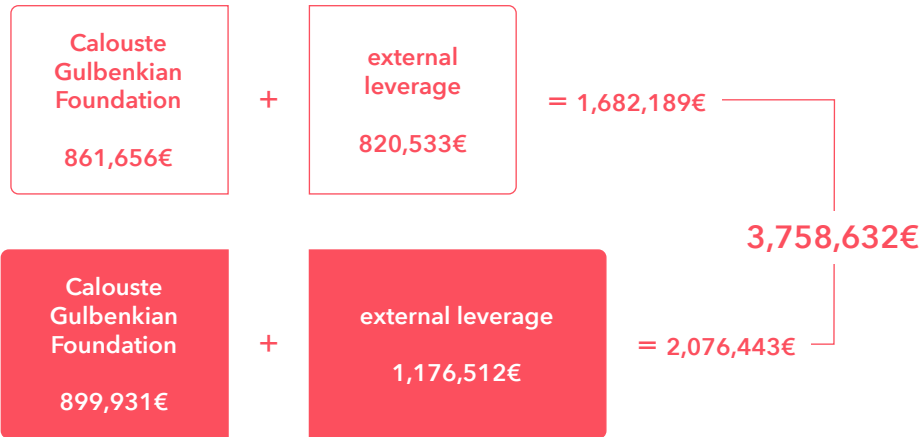 Calouste
Gulbenkian
Foundation
861,656€
+
external
leverage
820,533€
= 1,682,189€
3,758,632€
Calouste
Gulbenkian
Foundation
899,931€
+
external leverage
1,176,512€
= 2,076,443€